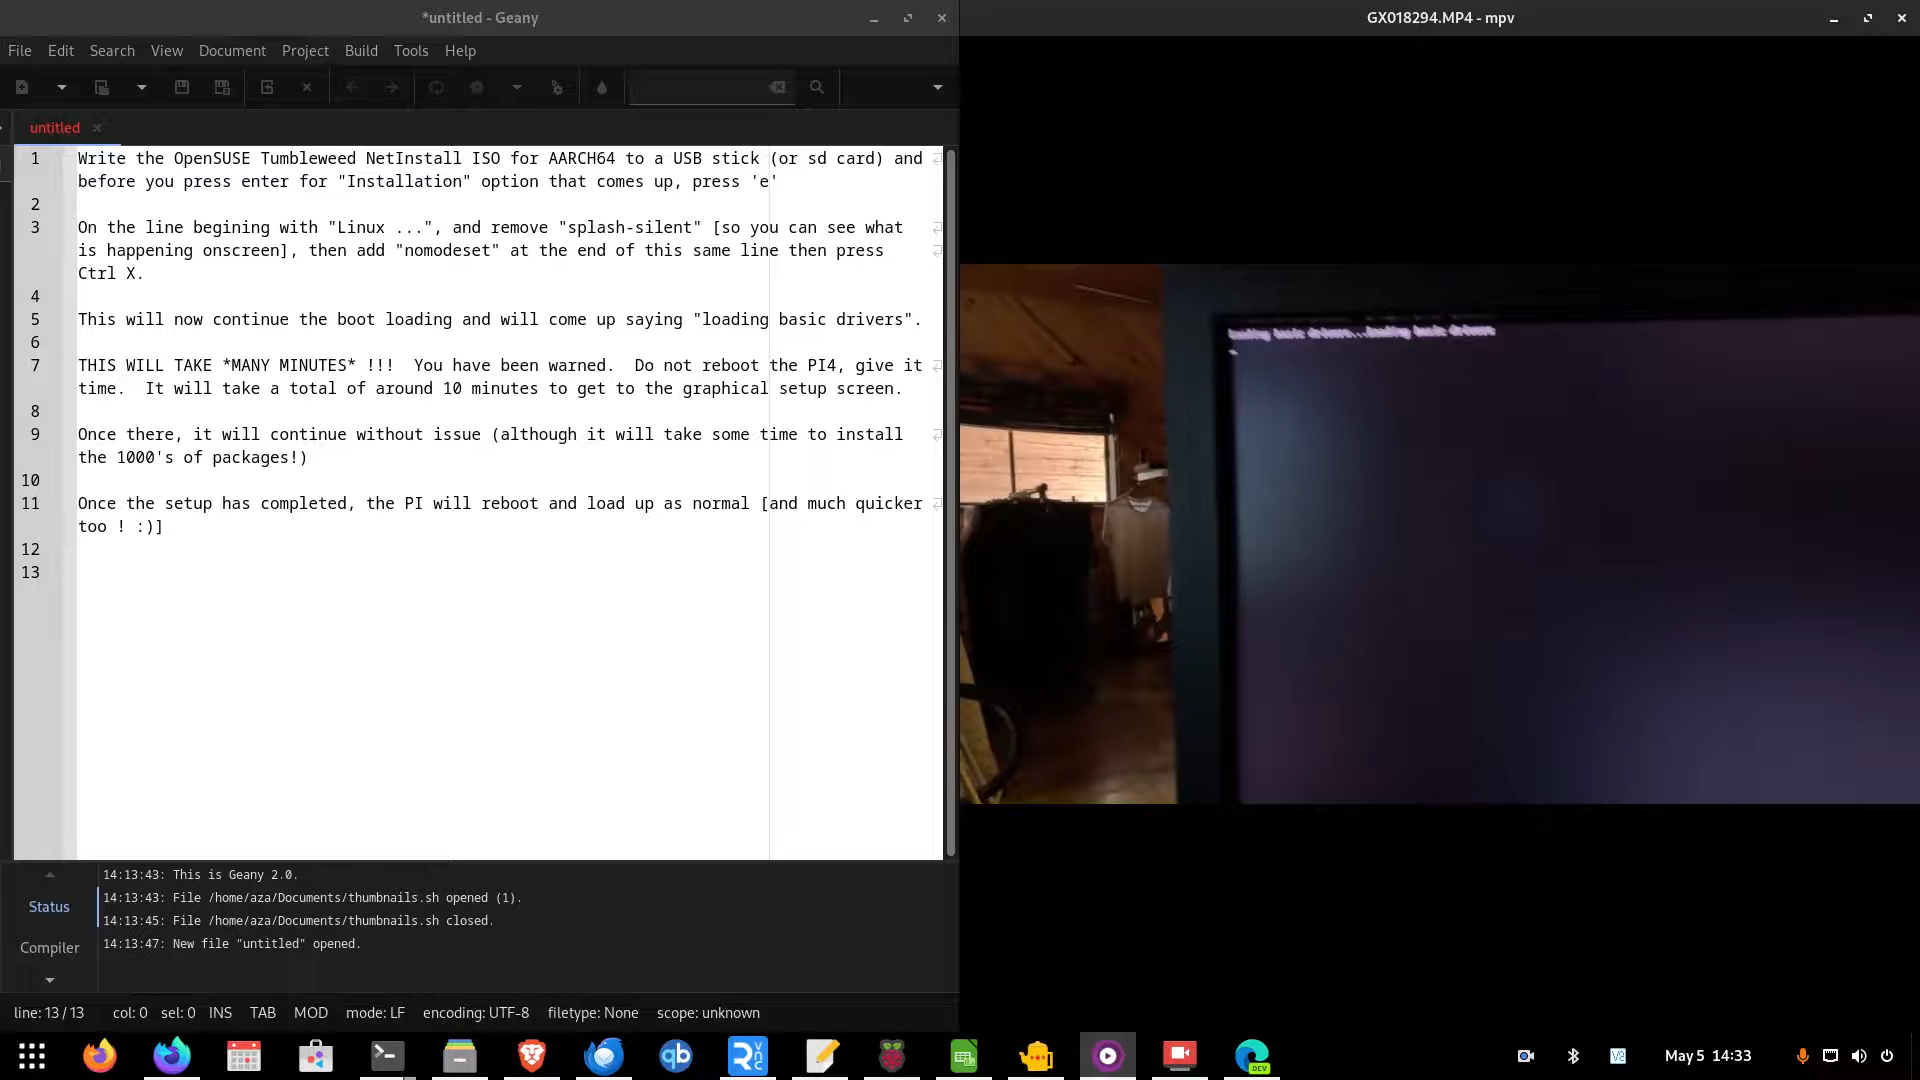 *untitled - Geany
GX018294.MP4 - mpv
File Edit Search View Document Project Build Tools Help
untitled
1 Write the OpenSUSE Tumbleweed NetInstall ISO for AARCH64 to a USB stick (or sd card) and
before you press enter for "Installation" option that comes up, press 'e'
2
3 On the line begining with "Linux ...", and remove "splash-silent" [so you can see what
is happening onscreen], then add "nomodeset" at the end of this same line then press
Ctrl X.
4
5 This will now continue the boot loading and will come up saying "loading basic drivers".
6
7 THIS WILL TAKE *MANY MINUTES* !!!  You have been warned.  Do not reboot the PI4, give it
time.  It will take a total of around 10 minutes to get to the graphical setup screen.
8
9 Once there, it will continue without issue (although it will take some time to install
the 1000's of packages!)
10
11 Once the setup has completed, the PI will reboot and load up as normal [and much quicker
too ! :)]
12
13
Loading basic drivers...Loading basic drivers
Status
Compiler
14:13:43: This is Geany 2.0.
14:13:43: File /home/aza/Documents/thumbnails.sh opened (1).
14:13:45: File /home/aza/Documents/thumbnails.sh closed.
14:13:47: New file "untitled" opened.
line: 13 / 13 col: 0 sel: 0 INS TAB MOD mode: LF encoding: UTF-8 filetype: None scope: unknown
qb
RC
VNC
DEV
V2
May 5 14:33